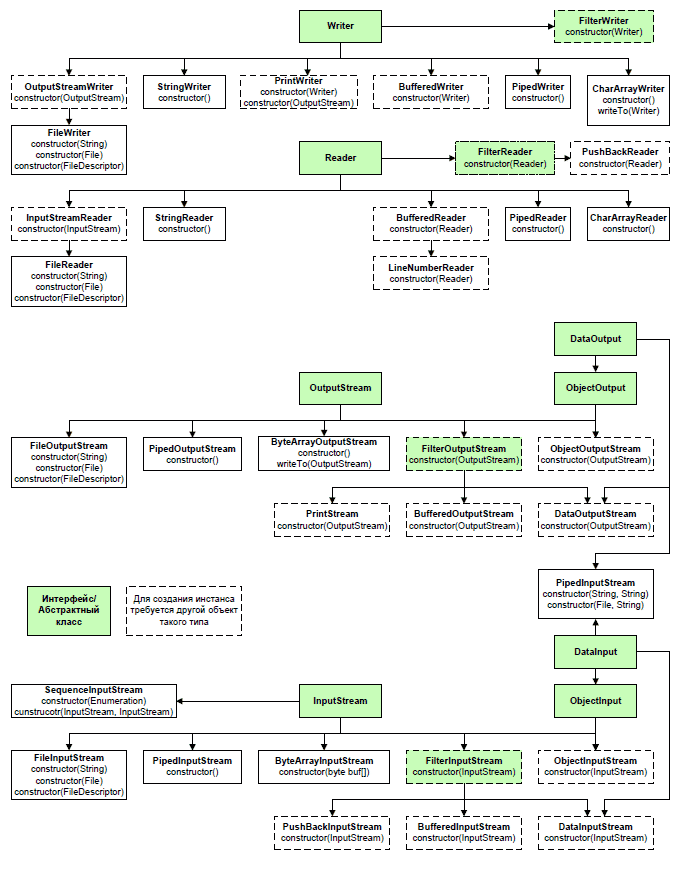 Writer
FilterWriter
constructor(Writer)
OutputStreamWriter
constructor(OutputStream)
StringWriter
constructor()
PrintWriter
constructor(Writer)
constructor(OutputStream)
BufferedWriter
constructor(Writer)
PipedWriter
constructor()
CharArrayWriter
constructor()
writeTo(Writer)
FileWriter
constructor(String)
constructor(File)
constructor(FileDescriptor)
Reader
FilterReader
constructor(Reader)
PushBackReader
constructor(Reader)
InputStreamReader
constructor(InputStream)
StringReader
constructor()
BufferedReader
constructor(Reader)
PipedReader
constructor()
CharArrayReader
constructor()
FileReader
constructor(String)
constructor(File)
constructor(FileDescriptor)
LineNumberReader
constructor(Reader)
DataOutput
OutputStream
ObjectOutput
FileOutputStream
constructor(String)
constructor(File)
constructor(FileDescriptor)
PipedOutputStream
constructor()
ByteArrayOutputStream
constructor()
writeTo(OutputStream)
FilterOutputStream
constructor(OutputStream)
ObjectOutputStream
constructor(OutputStream)
PrintStream
constructor(OutputStream)
BufferedOutputStream
constructor(OutputStream)
DataOutputStream
constructor(OutputStream)
PipedInputStream
constructor(String, String)
constructor(File, String)
Интерфейс/
Абстрактный
класс
Для создания инстанса
требуется другой объект
такого типа
DataInput
SequenceInputStream
constructor(Enumeration)
cunstrucotr(InputStream, InputStream)
InputStream
ObjectInput
FileInputStream
constructor(String)
constructor(File)
constructor(FileDescriptor)
PipedInputStream
constructor()
ByteArrayInputStream
constructor(byte buf[])
FilterInputStream
constructor(InputStream)
ObjectInputStream
constructor(InputStream)
PushBackInputStream
constructor(InputStream)
BufferedInputStream
constructor(InputStream)
DataInputStream
constructor(InputStream)